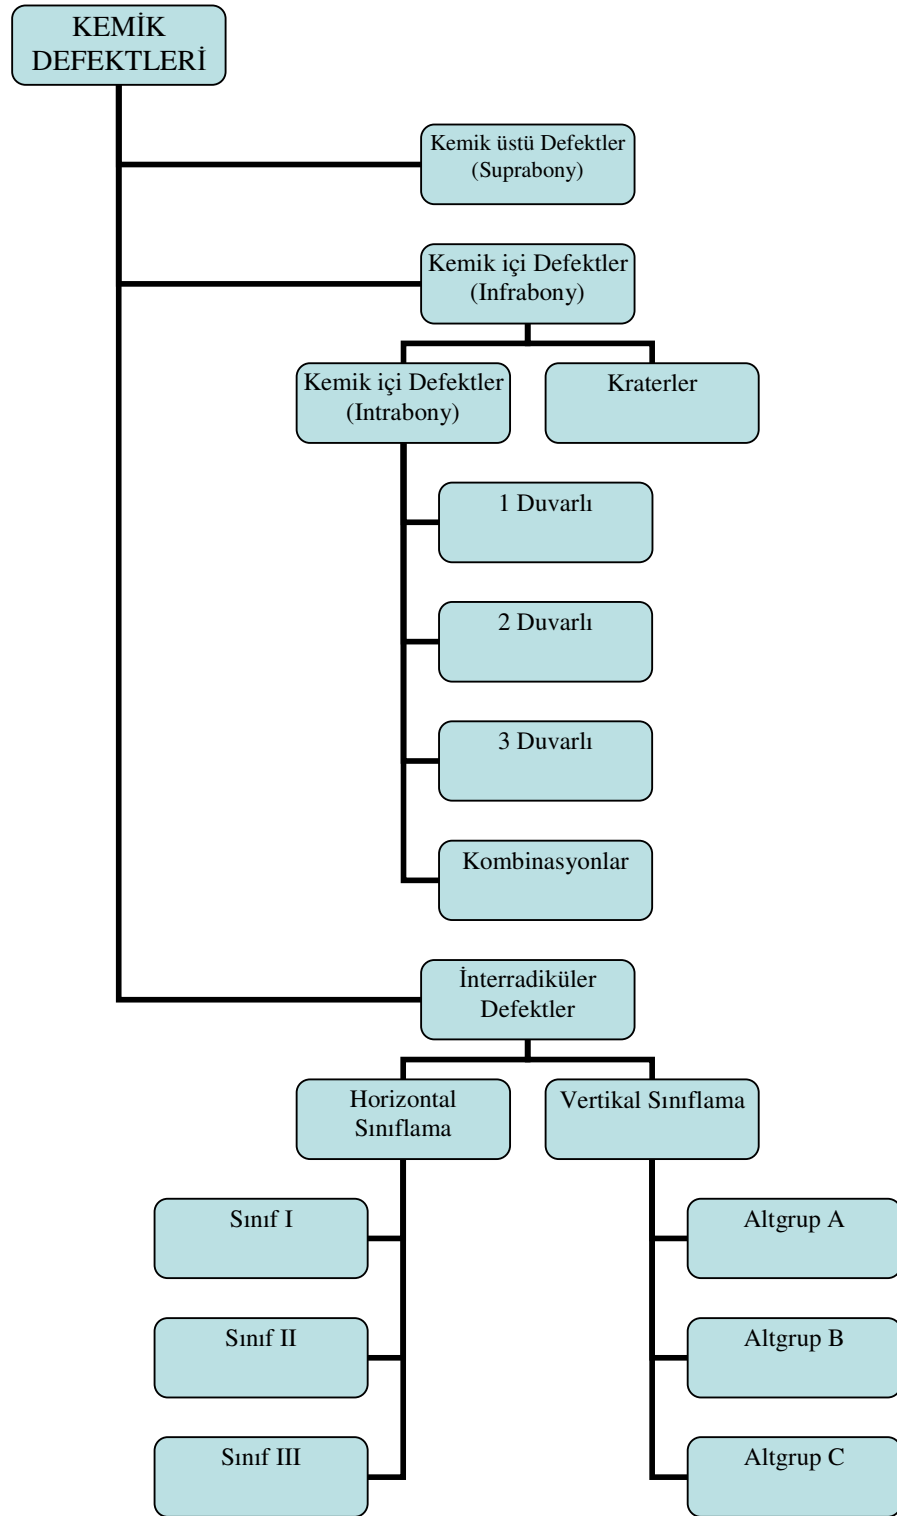 KEMİK
DEFEKTLERİ
Kemik üstü Defektler
(Suprabony)
Kemik içi Defektler
(Infrabony)
Kemik içi Defektler
(Intrabony)
Kraterler
1 Duvarlı
2 Duvarlı
3 Duvarlı
Kombinasyonlar
İnterradiküler
Defektler
Horizontal
Sınıflama
Vertikal Sınıflama
Sınıf I
Altgrup A
Sınıf II
Altgrup B
Sınıf III
Altgrup C